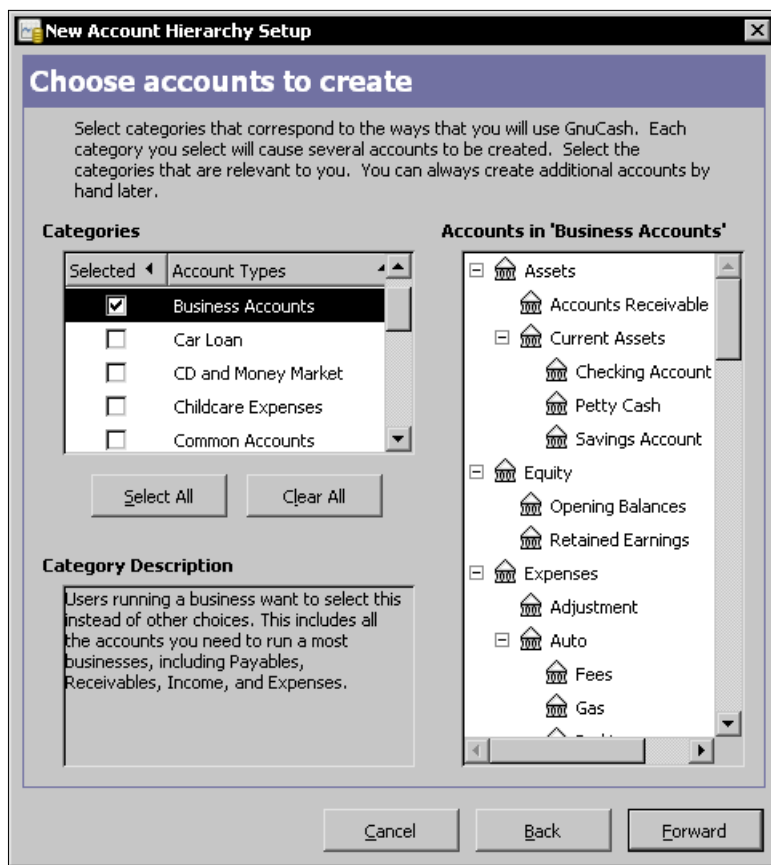 New Account Hierarchy Setup
Choose accounts to create
Select categories that correspond to the ways that you will use GnuCash. Each
category you select will cause several accounts to be created. Select the
categories that are relevant to you. You can always create additional accounts by
hand later.
Categories
Selected Account Types
Business Accounts
Car Loan
CD and Money Market
Childcare Expenses
Common Accounts
Select All Clear All
Category Description
Users running a business want to select this
instead of other choices. This includes all
the accounts you need to run a most
businesses, including Payables,
Receivables, Income, and Expenses.
Accounts in 'Business Accounts'
Assets
Accounts Receivable
Current Assets
Checking Account
Petty Cash
Savings Account
Equity
Opening Balances
Retained Earnings
Expenses
Adjustment
Auto
Fees
Gas
Cancel Back Forward